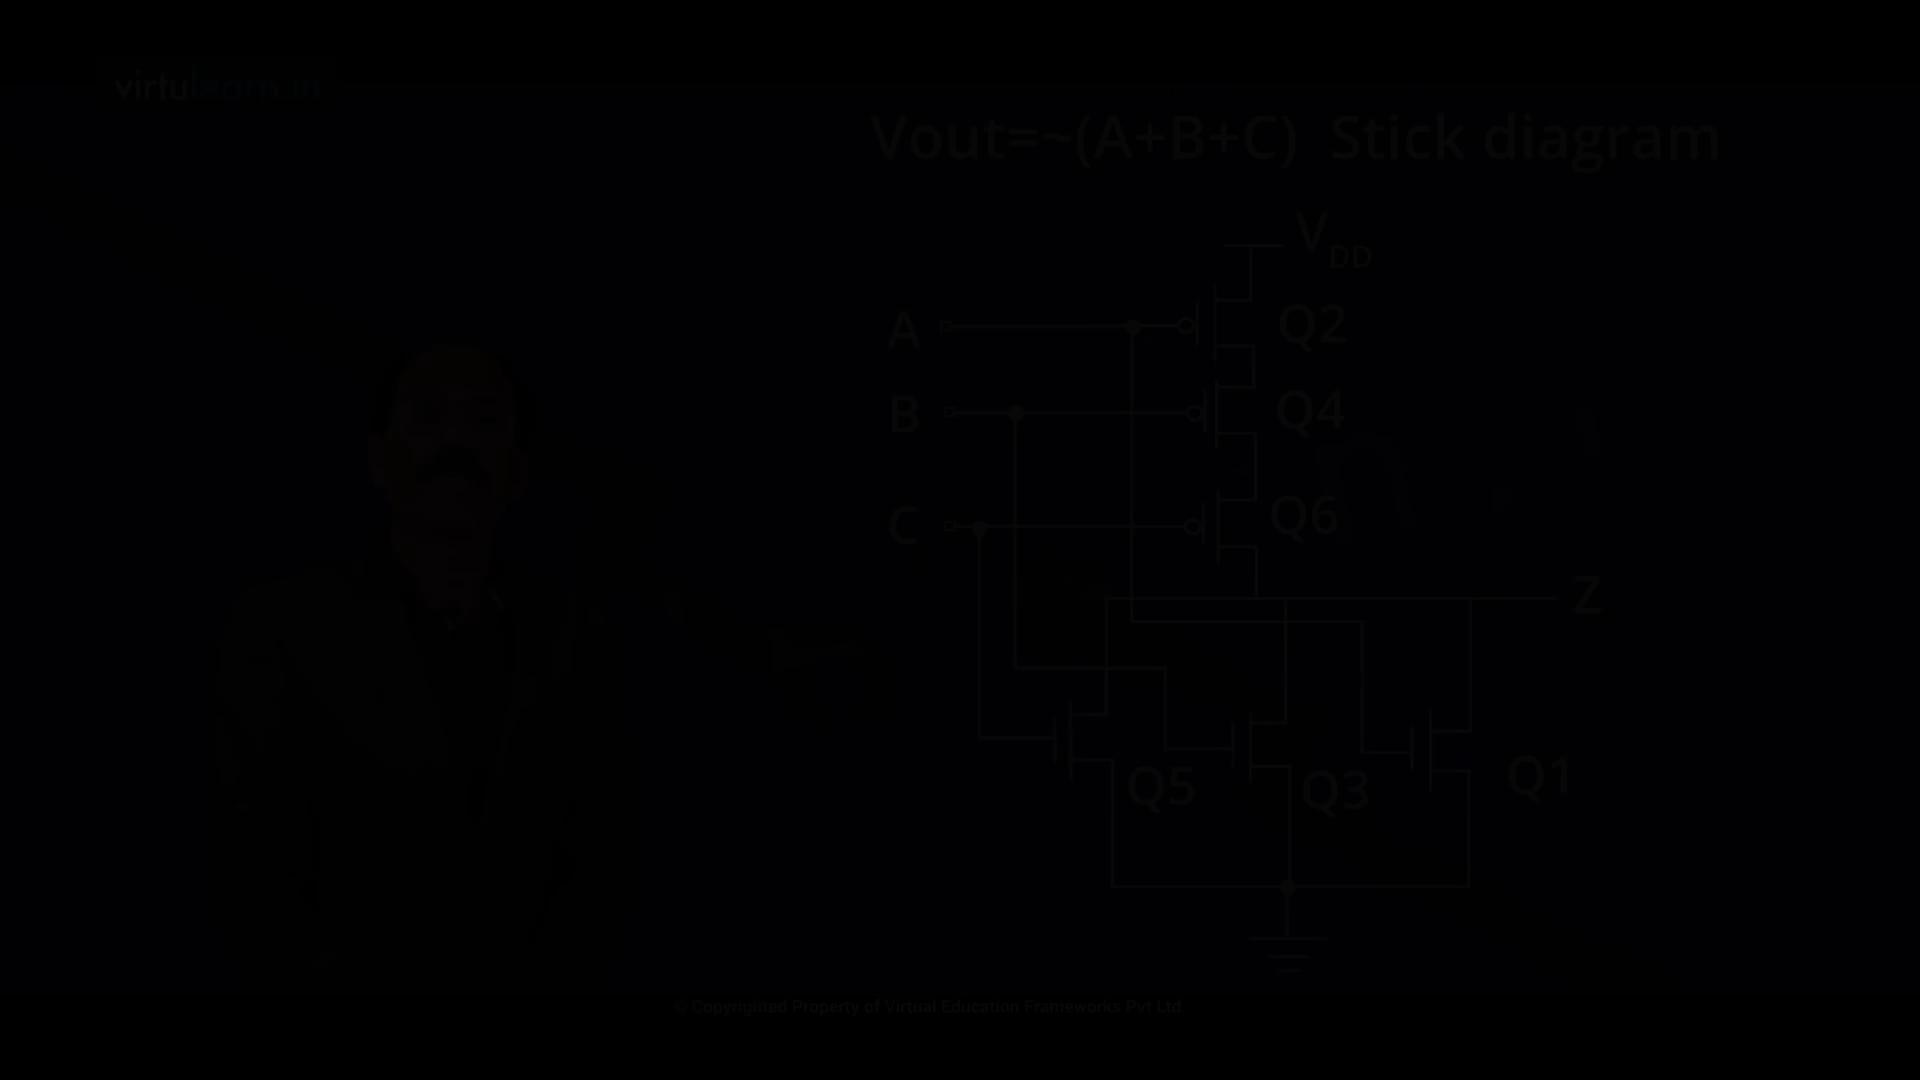 virtulearn.in
Vout=~(A+B+C) Stick diagram
VDD
A
Q2
B
Q4
C
Q6
Z
Q5
Q3
Q1
© Copyrighted Property of Virtual Education Frameworks Pvt Ltd.